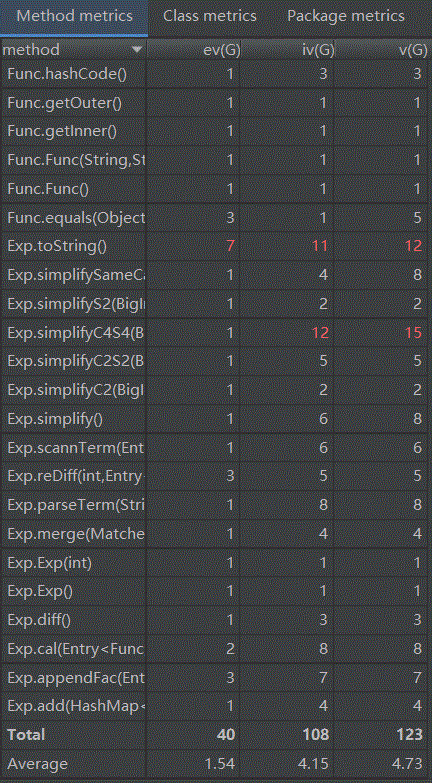 Method metrics Class metrics Package metrics
method ev(G) iv(G) v(G)
Func.hashCode() 1 3 3
Func.getOuter() 1 1 1
Func.getInner() 1 1 1
Func.Func(String,St 1 1 1
Func.Func() 1 1 1
Func.equals(Object 3 1 5
Exp.toString() 7 11 12
Exp.simplifySameCa 1 4 8
Exp.simplifyS2(BigIn 1 2 2
Exp.simplifyC4S4(B 1 12 15
Exp.simplifyC2S2(B 1 5 5
Exp.simplifyC2(BigI 1 2 2
Exp.simplify() 1 6 8
Exp.scannTerm(Ent 1 6 6
Exp.reDiff(int,Entry 3 5 5
Exp.parseTerm(Stri 1 8 8
Exp.merge(Matche 1 4 4
Exp.Exp(int) 1 1 1
Exp.Exp() 1 1 1
Exp.diff() 1 3 3
Exp.cal(Entry<Func 2 8 8
Exp.appendFac(Ent 3 7 7
Exp.add(HashMap< 1 4 4
Total 40 108 123
Average 1.54 4.15 4.73